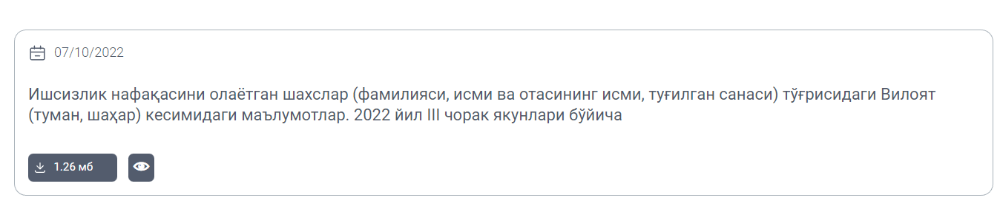 07/10/2022
Ишсизлик нафақасини олаётган шахслар (фамилияси, исми ва отасининг исми, туғилган санаси) тўғрисидаги Вилоят
(туман, шаҳар) кесимидаги маълумотлар. 2022 йил III чорак якунлари бўйича
1.26 мб